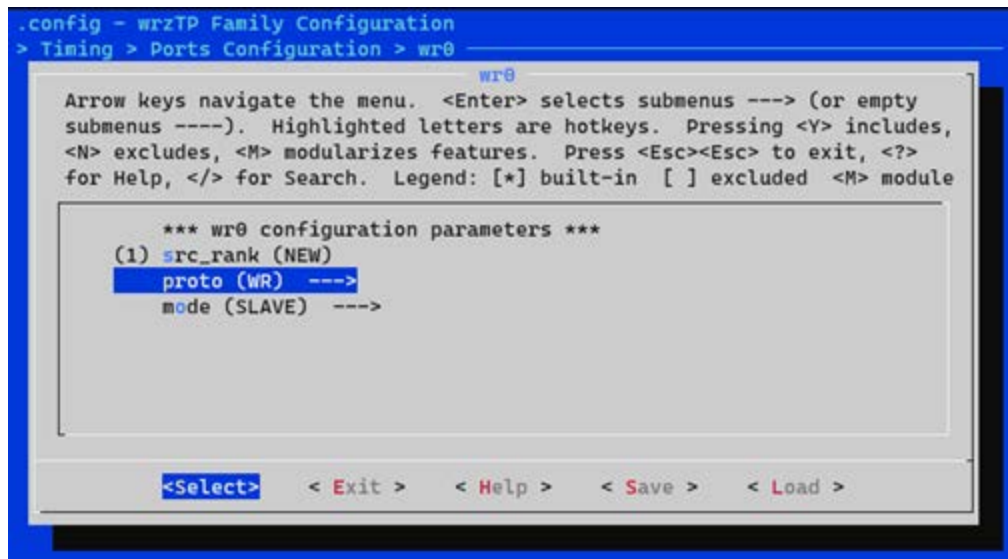 .config - wrzTP Family Configuration
> Timing > Ports Configuration > wr0
wr0
Arrow keys navigate the menu. <Enter> selects submenus ---> (or empty
submenus ----). Highlighted letters are hotkeys. Pressing <Y> includes,
<N> excludes, <M> modularizes features. Press <Esc><Esc> to exit, <?>
for Help, </> for Search. Legend: [*] built-in [ ] excluded <M> module
*** wr0 configuration parameters ***
(1) src_rank (NEW)
proto (WR) --->
mode (SLAVE) --->
<Select> < Exit > < Help > < Save > < Load >